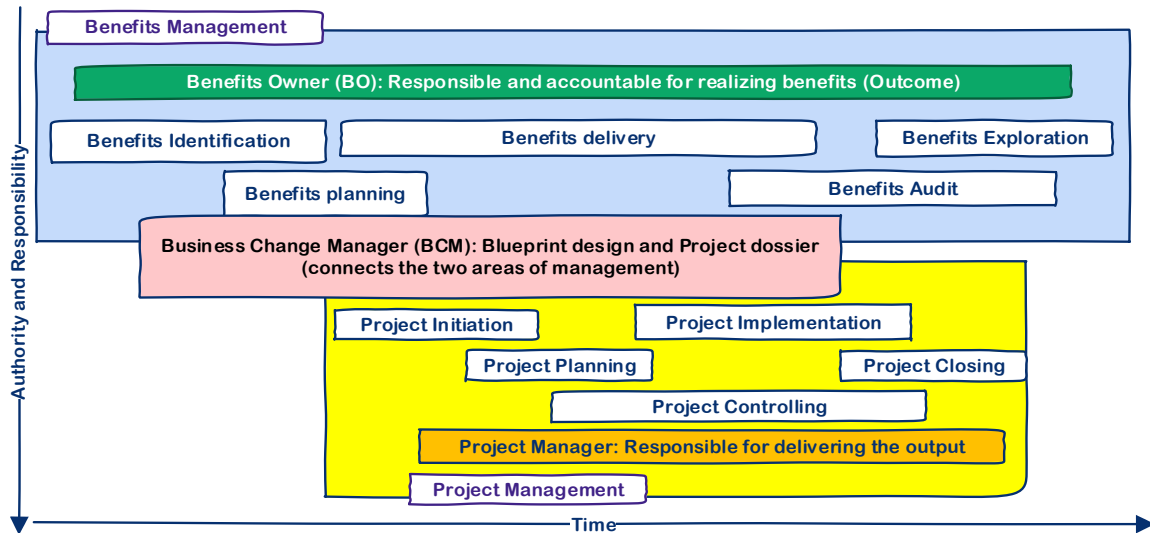 Benefits Management
Benefits Owner (BO): Responsible and accountable for realizing benefits (Outcome)
Benefits Identification
Benefits delivery
Benefits Exploration
Benefits planning
Benefits Audit
Business Change Manager (BCM): Blueprint design and Project dossier
(connects the two areas of management)
Project Initiation
Project Implementation
Project Planning
Project Closing
Project Controlling
Project Manager: Responsible for delivering the output
Project Management
Authority and Responsibility
Time